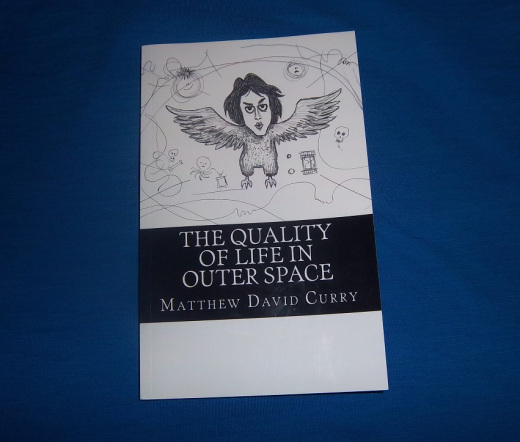 THE QUALITY
OF LIFE IN
OUTER SPACE
MATTHEW DAVID CURRY